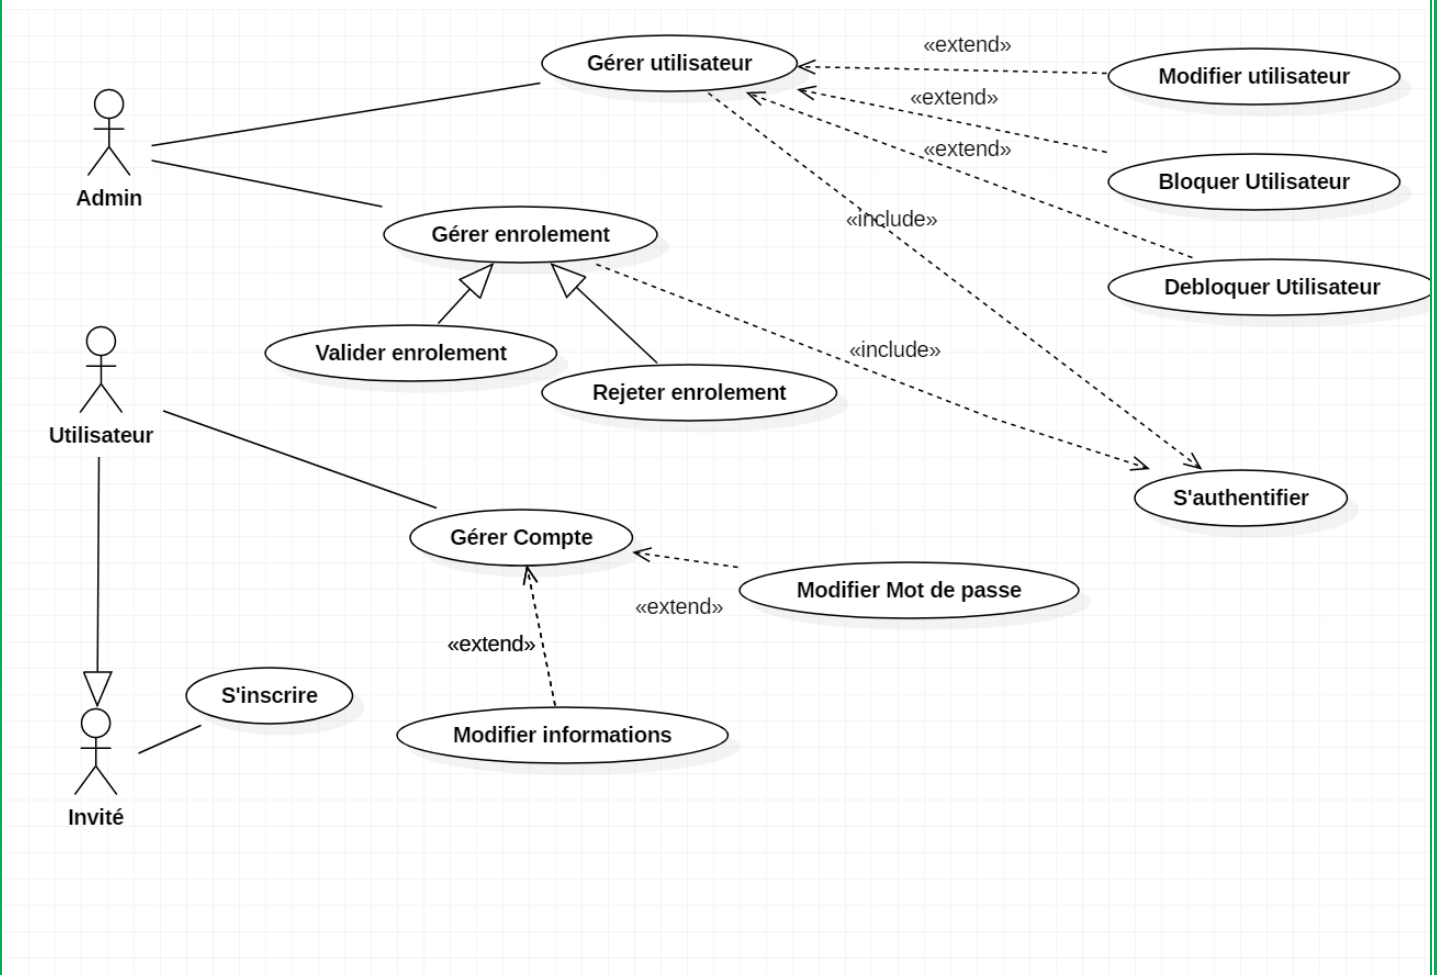 Gérer utilisateur
«extend»
Modifier utilisateur
«extend»
«extend»
Bloquer Utilisateur
Admin
«include»
Gérer enrolement
Debloquer Utilisateur
Valider enrolement
«include»
Rejeter enrolement
Utilisateur
S'authentifier
Gérer Compte
Modifier Mot de passe
«extend»
«extend»
S'inscrire
Modifier informations
Invité